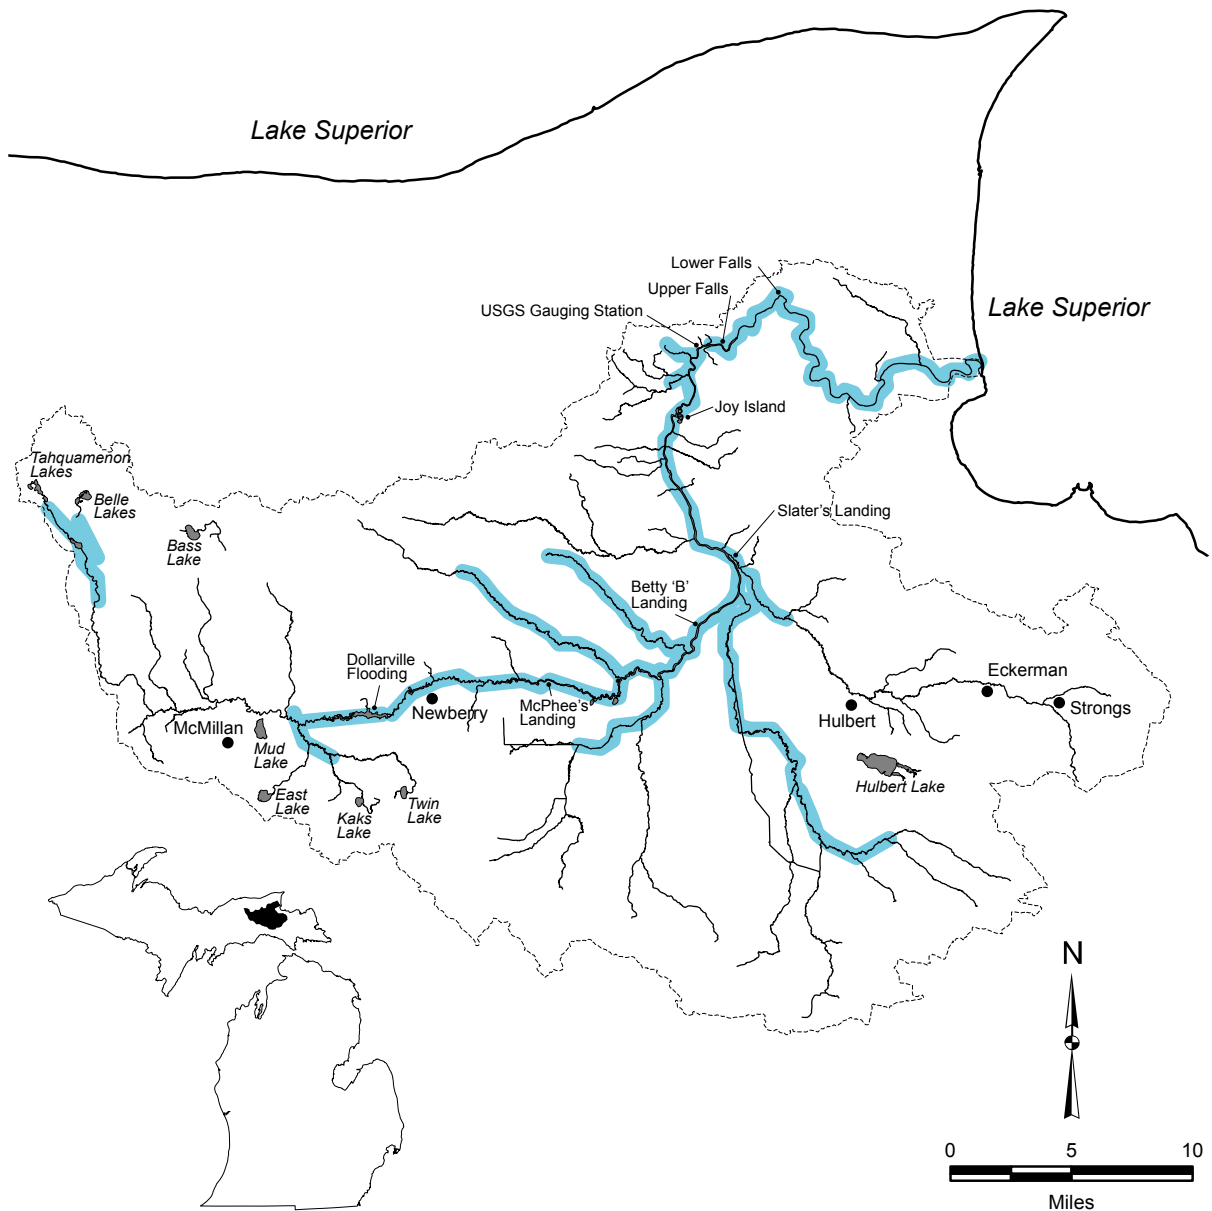 Lake Superior
Lower Falls
Upper Falls
USGS Gauging Station
Lake Superior
Joy Island
Tahquamenon
Lakes
Belle
Lakes
Bass
Lake
Slater's Landing
Betty 'B'
Landing
Dollarville
Flooding
Newberry
McPhee's
Landing
McMillan
Mud
Lake
East
Lake
Kaks
Lake
Twin
Lake
Eckerman
Hulbert
Strongs
Hulbert Lake
N
0 5 10
Miles